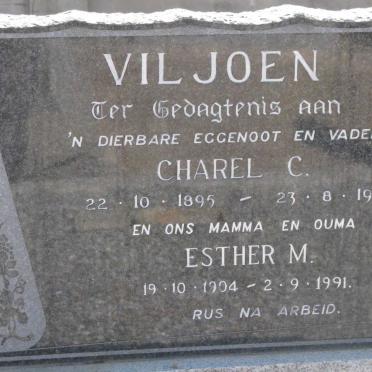 VILJOEN
Ter Gedagtenis aan
'N DIERBARE EGGENOOT EN VADE
CHAREL C.
22 · 10 · 1895 - 23 · 8 · 19
EN ONS MAMMA EN OUMA
ESTHER M.
19 · 10 · 1904 - 2 · 9 · 1991.
RUS NA ARBEID.